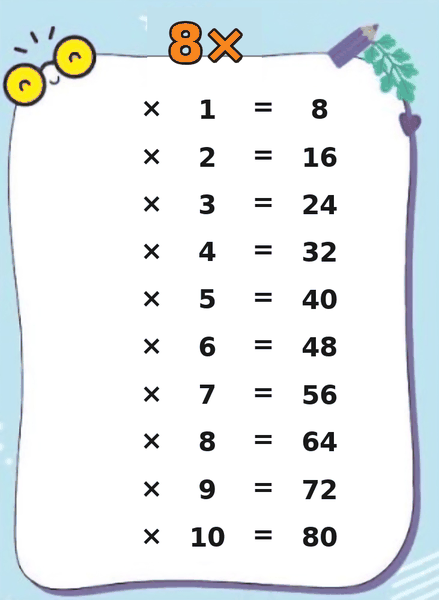 8×
× 1 = 8
× 2 = 16
× 3 = 24
× 4 = 32
× 5 = 40
× 6 = 48
× 7 = 56
× 8 = 64
× 9 = 72
× 10 = 80